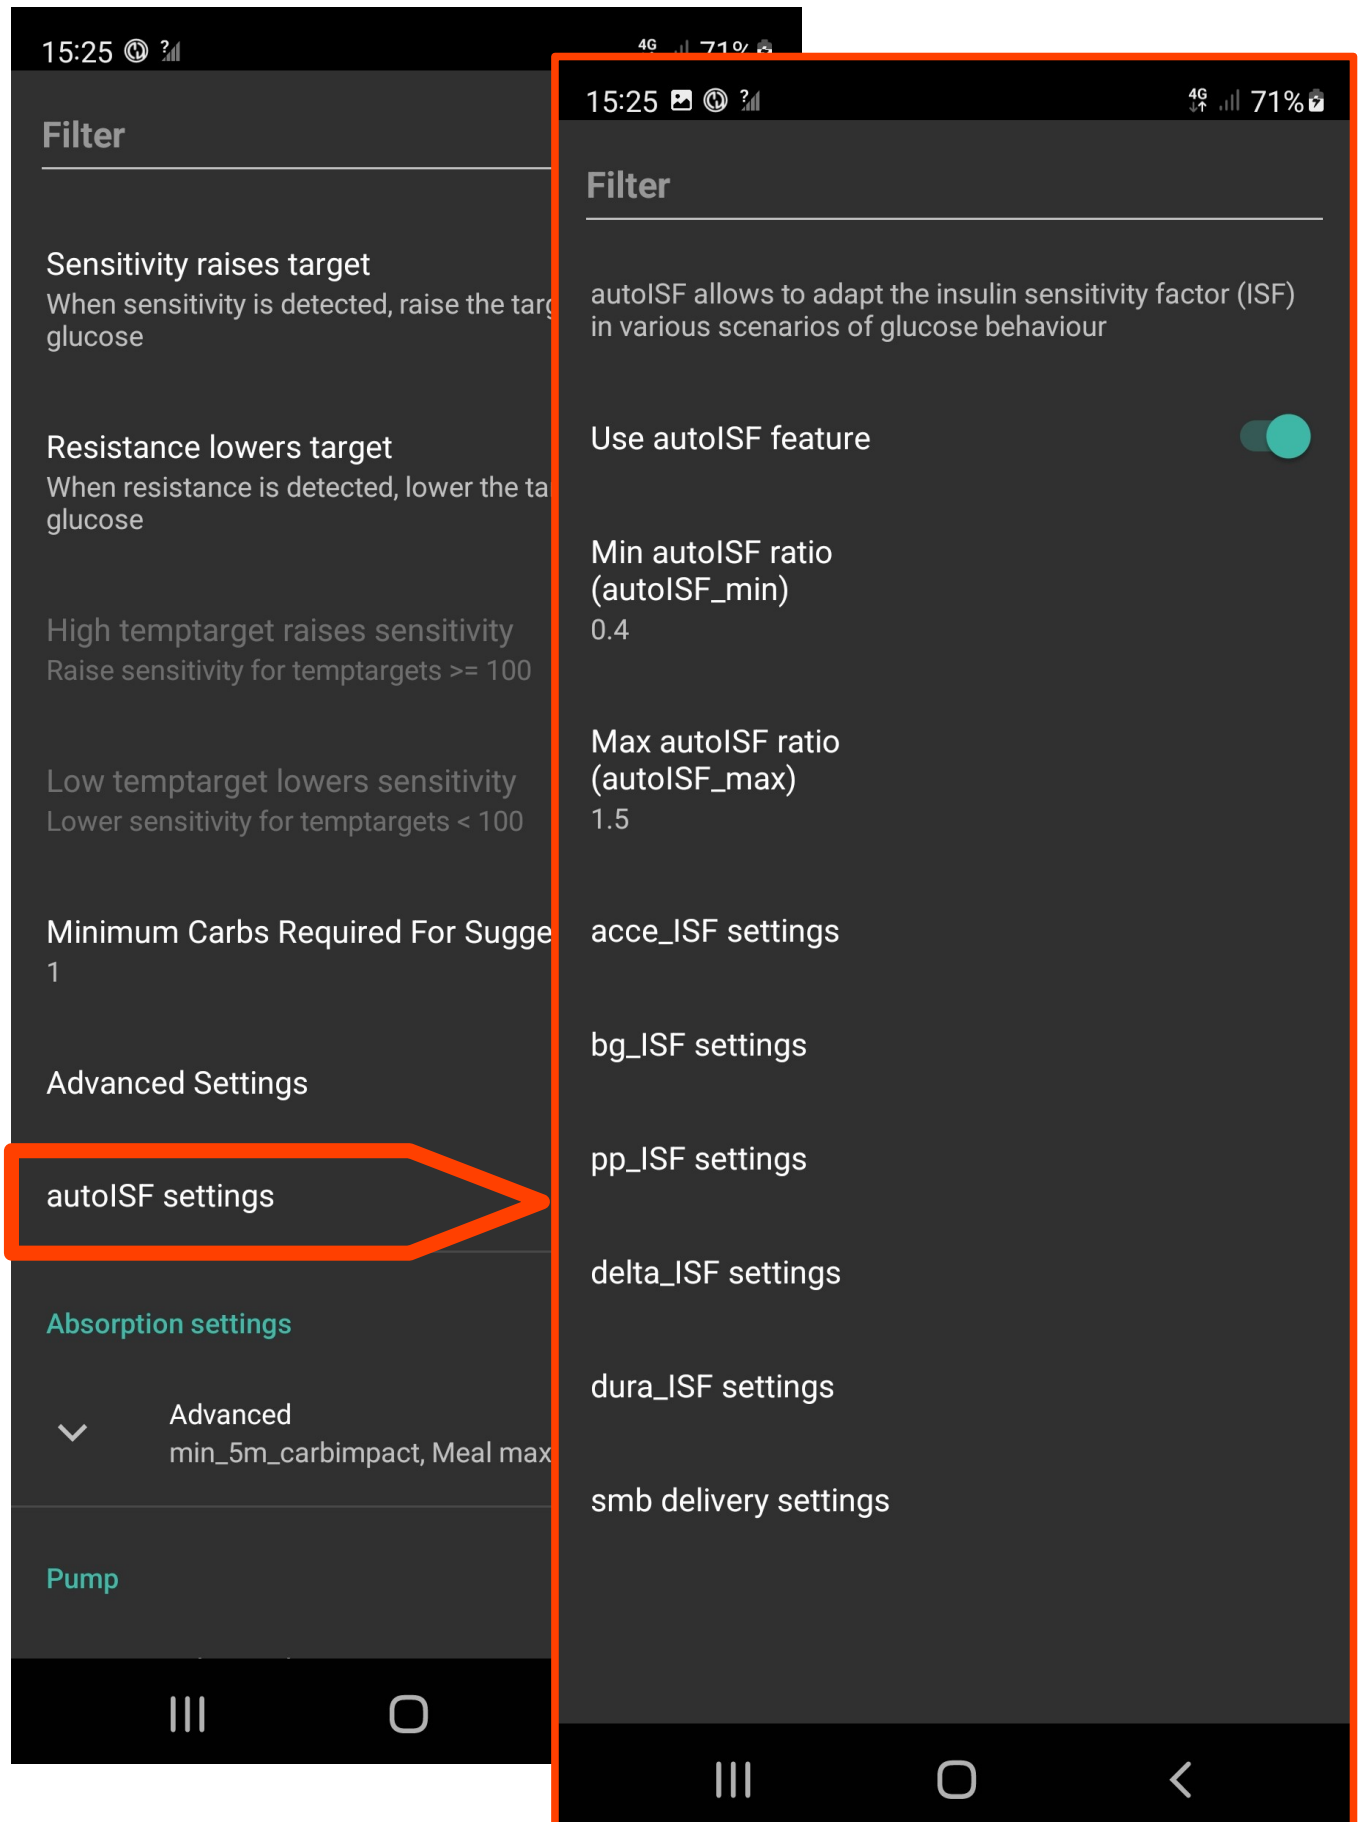 15:25
4G 71%
Filter
Sensitivity raises target
When sensitivity is detected, raise the targ
glucose
Resistance lowers target
When resistance is detected, lower the ta
glucose
High temptarget raises sensitivity
Raise sensitivity for temptargets >= 100
Low temptarget lowers sensitivity
Lower sensitivity for temptargets < 100
Minimum Carbs Required For Sugge
1
Advanced Settings
autoISF settings
Absorption settings
Advanced
min_5m_carbimpact, Meal max
Pump
15:25
4G 71%
Filter
autoISF allows to adapt the insulin sensitivity factor (ISF)
in various scenarios of glucose behaviour
Use autoISF feature
Min autoISF ratio
(autoISF_min)
0.4
Max autoISF ratio
(autoISF_max)
1.5
acce_ISF settings
bg_ISF settings
pp_ISF settings
delta_ISF settings
dura_ISF settings
smb delivery settings